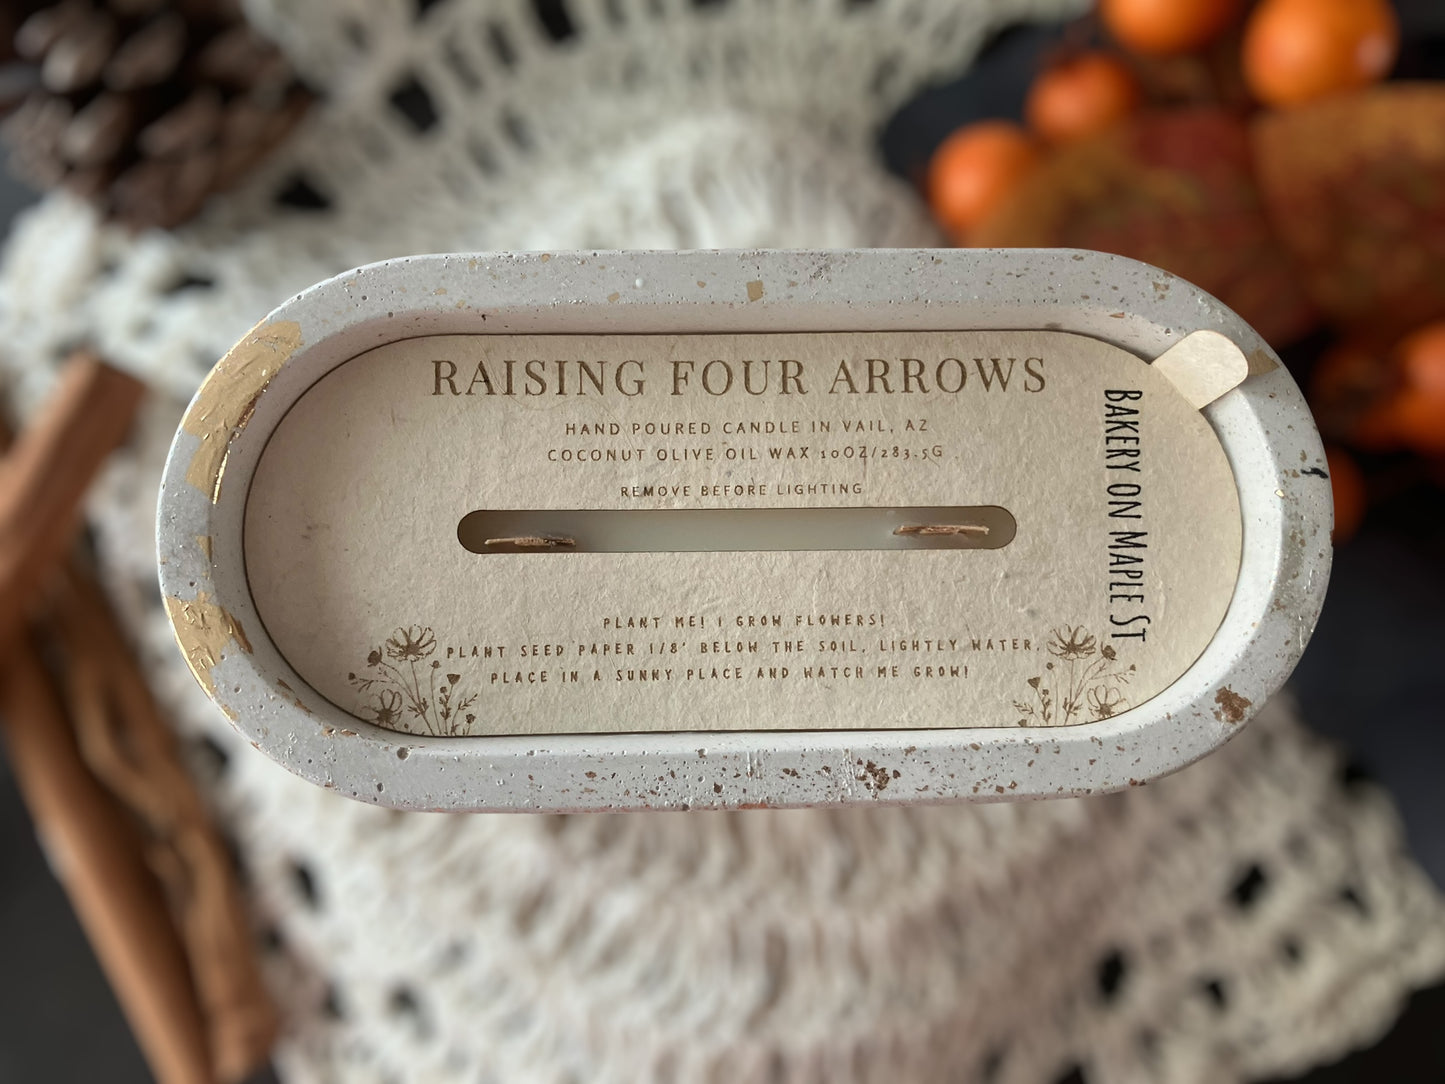 RAISING FOUR ARROWS
HAND POURED CANDLE IN VAIL, AZ
COCONUT OLIVE OIL WAX 10OZ/283.5G
REMOVE BEFORE LIGHTING
PLANT ME! I GROW FLOWERS!
PLANT SEED PAPER 1/8' BELOW THE SOIL, LIGHTLY WATER,
PLACE IN A SUNNY PLACE AND WATCH ME GROW!
BAKERY ON MAPLE ST